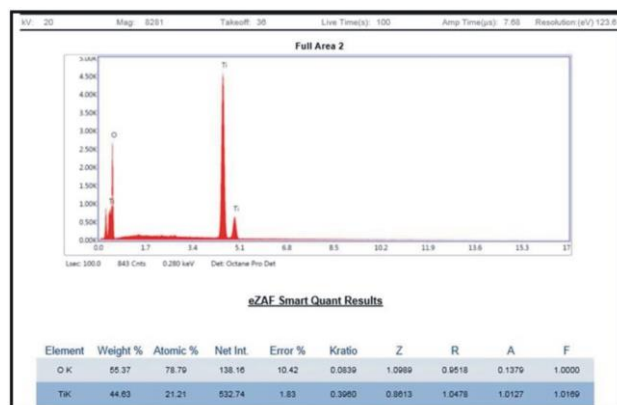 kV: 20 Mag: 8281 Takeoff: 36 Live Time(s): 100 Amp Time(µs): 7.68 Resolution:(eV) 123.6
Full Area 2
5.00K
4.50K
4.00K
3.50K
3.00K
2.50K
2.00K
1.50K
1.00K
0.50K
0.00K
Ti
O
Ti
Ti
0.0 1.7 3.4 5.1 6.8 8.5 10.2 11.9 13.6 15.3 17
Lsec: 100.0 843 Cnts 0.280 keV Det: Octane Pro Det
eZAF Smart Quant Results
Element Weight % Atomic % Net Int. Error % Kratio Z R A F
O K 55.37 78.79 138.16 10.42 0.0839 1.0989 0.9518 0.1379 1.0000
TiK 44.63 21.21 532.74 1.83 0.3960 0.8613 1.0478 1.0127 1.0169